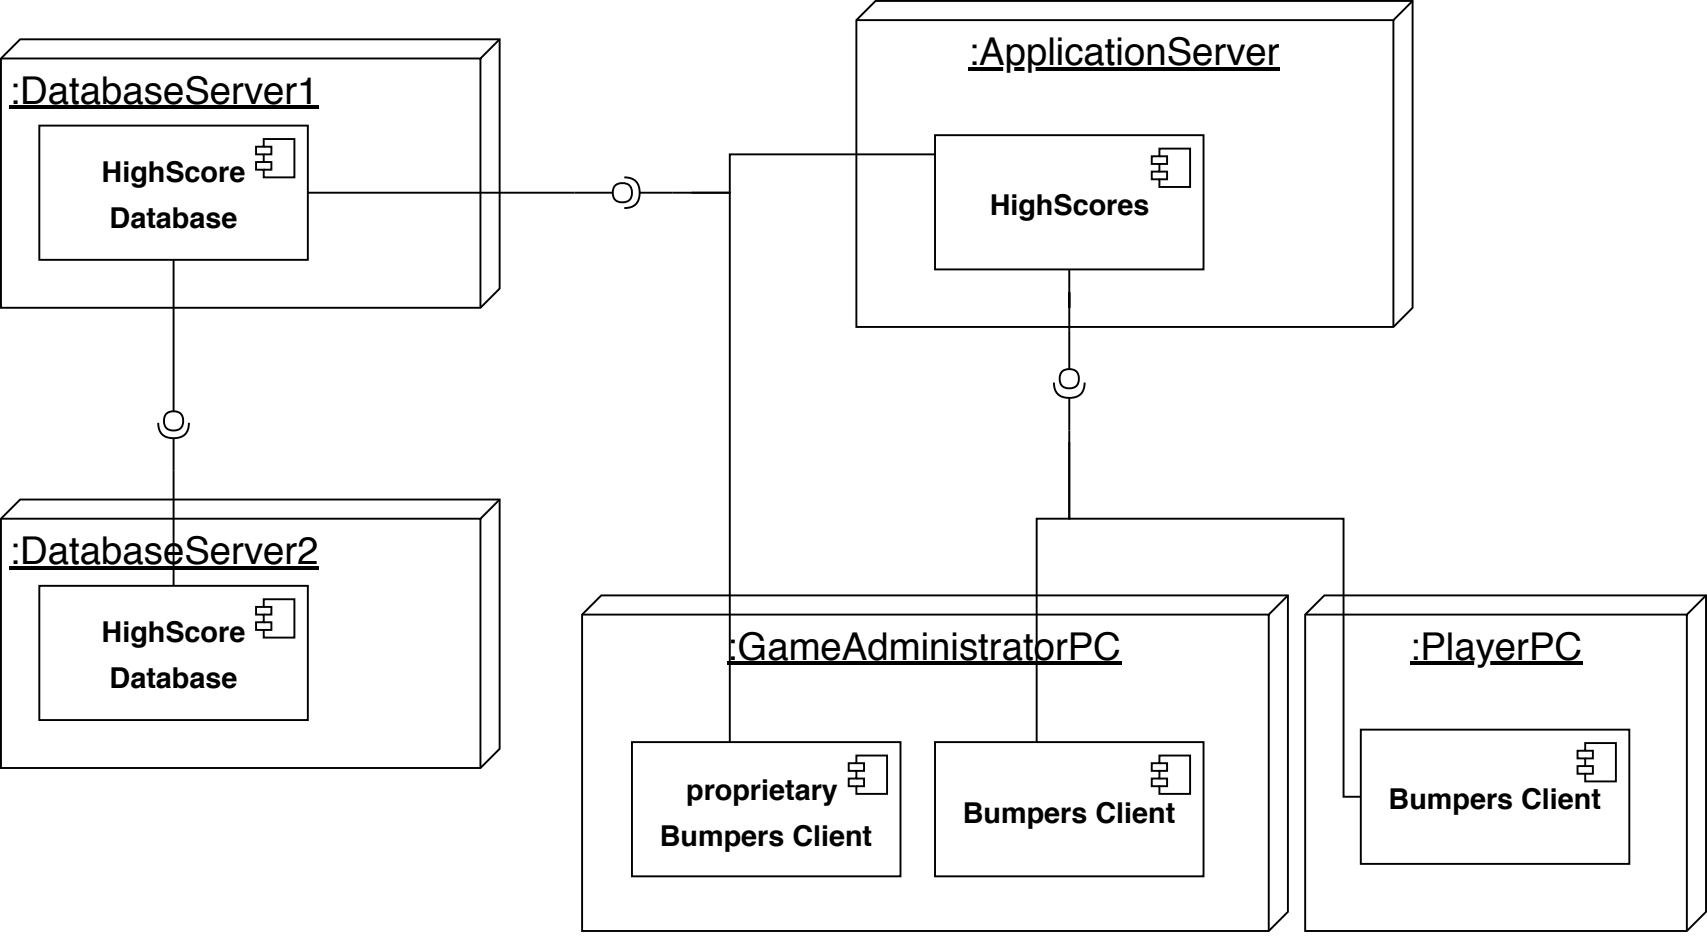 :DatabaseServer1
HighScore
Database
:ApplicationServer
HighScores
:DatabaseServer2
HighScore
Database
:GameAdministratorPC
proprietary
Bumpers Client
Bumpers Client
:PlayerPC
Bumpers Client